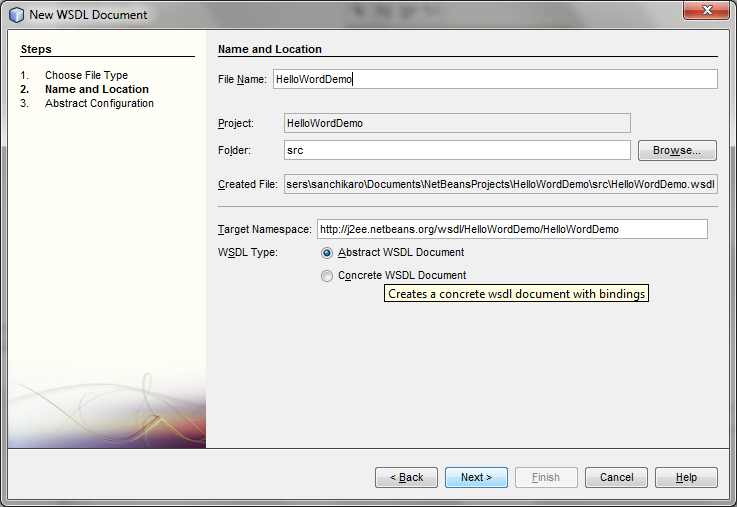 New WSDL Document
Steps
1. Choose File Type
2. Name and Location
3. Abstract Configuration
Name and Location
File Name: HelloWordDemo
Project: HelloWordDemo
Folder: src Browse...
Created File: sers\sanchikaro\Documents\NetBeansProjects\HelloWordDemo\src\HelloWordDemo.wsdl
Target Namespace: http://j2ee.netbeans.org/wsdl/HelloWordDemo/HelloWordDemo
WSDL Type: Abstract WSDL Document
Concrete WSDL Document
Creates a concrete wsdl document with bindings
< Back Next > Finish Cancel Help